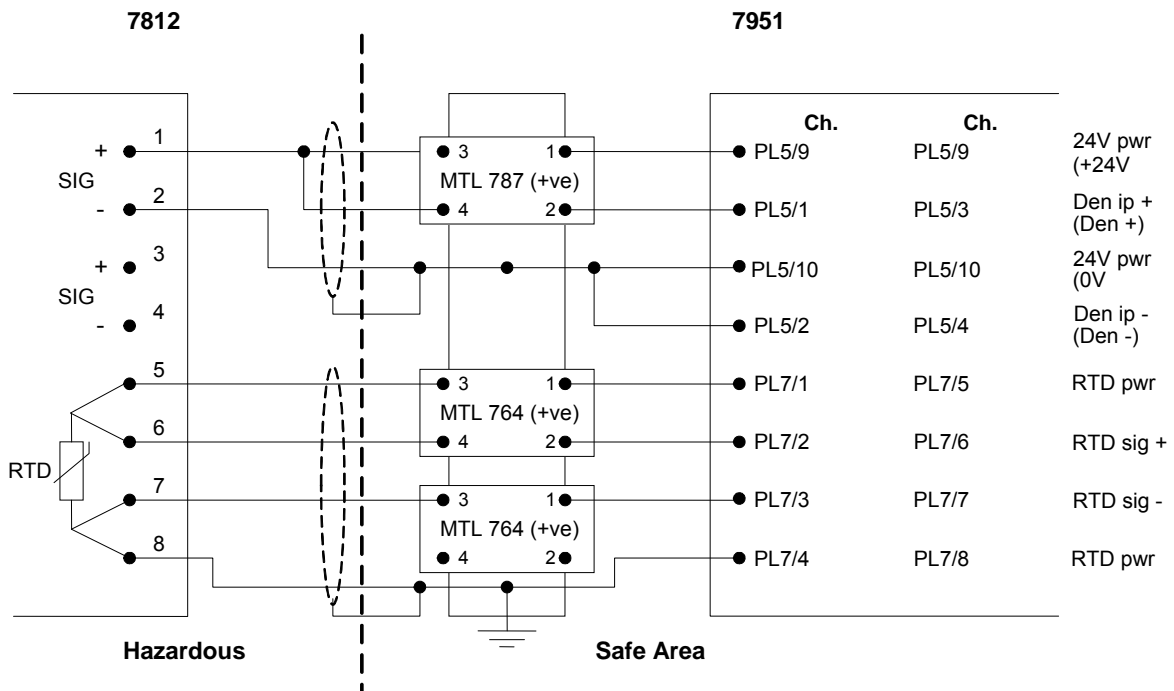 7812
7951
Ch.
Ch.
1
+
3
1
PL5/9
PL5/9
24V pwr
(+24V
SIG
MTL 787 (+ve)
2
-
4
2
PL5/1
PL5/3
Den ip +
(Den +)
3
+
PL5/10
PL5/10
24V pwr
(0V
SIG
4
-
PL5/2
PL5/4
Den ip -
(Den -)
5
3
1
PL7/1
PL7/5
RTD pwr
MTL 764 (+ve)
6
4
2
PL7/2
PL7/6
RTD sig +
RTD
7
3
1
PL7/3
PL7/7
RTD sig -
MTL 764 (+ve)
8
4
2
PL7/4
PL7/8
RTD pwr
Hazardous
Safe Area